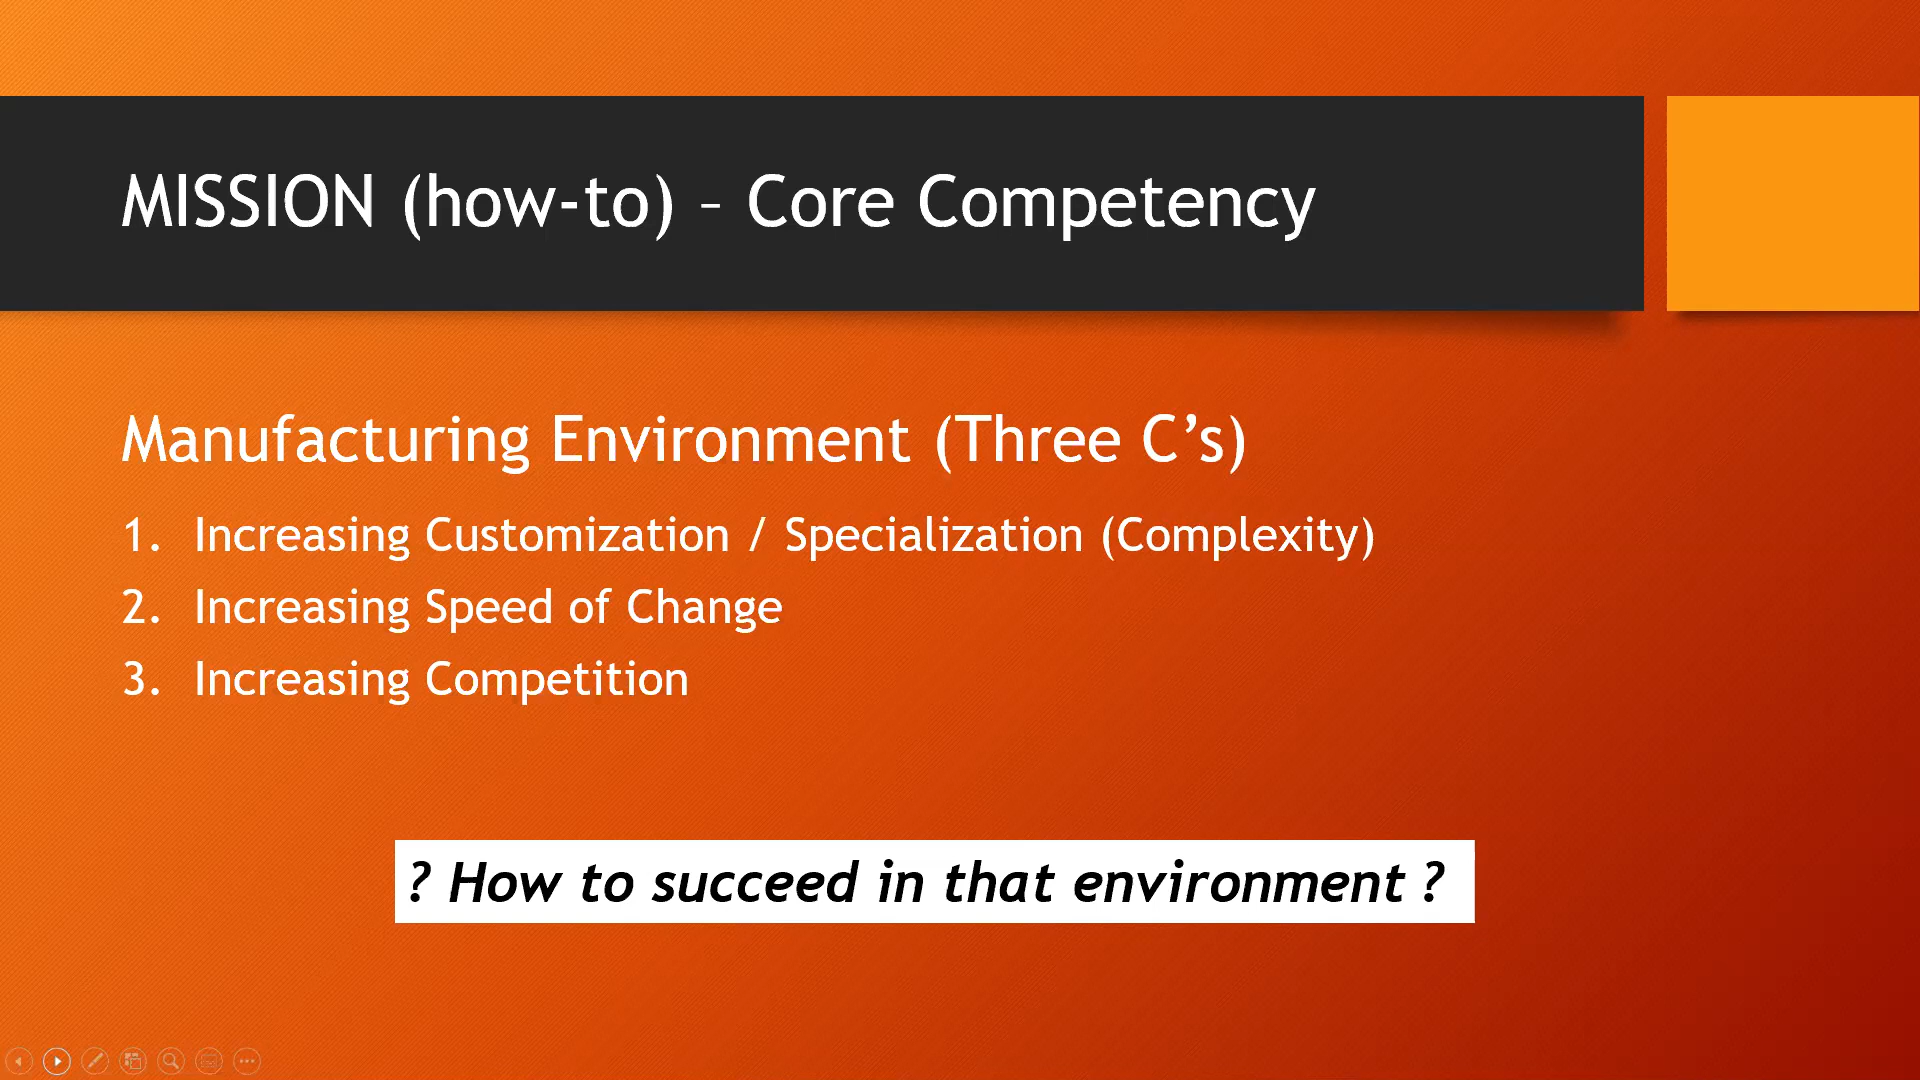 MISSION (how-to) – Core Competency
Manufacturing Environment (Three C’s)
1. Increasing Customization / Specialization (Complexity)
2. Increasing Speed of Change
3. Increasing Competition
? How to succeed in that environment ?